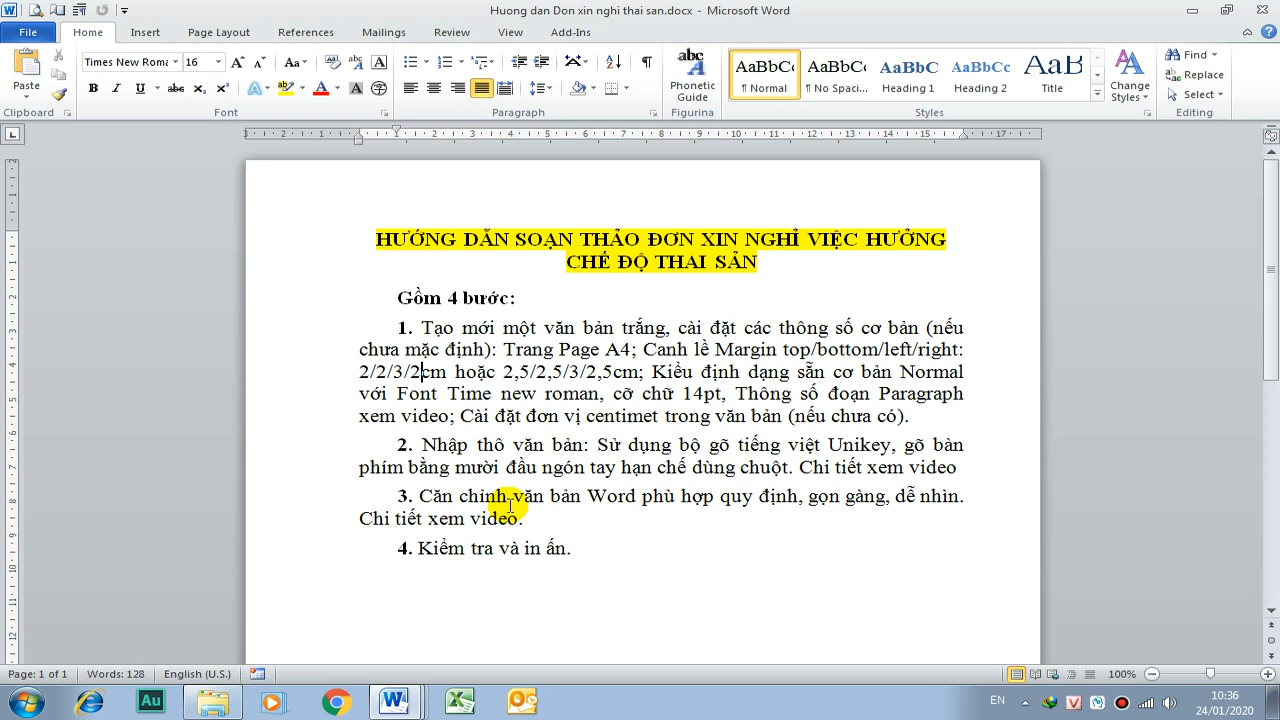 Huong dan Don xin nghi thai san.docx - Microsoft Word
File Home Insert Page Layout References Mailings Review View Add-Ins
Times New Roma 16
Paste
Phonetic Guide
AaBbCc AaBbCc AaBbC AaBbCc AaB
¶ Normal ¶ No Spaci... Heading 1 Heading 2 Title
Change Styles
Find
Replace
Select
Clipboard Font Paragraph Figurina Styles Editing
HƯỚNG DẪN SOẠN THẢO ĐƠN XIN NGHỈ VIỆC HƯỞNG
CHẾ ĐỘ THAI SẢN
Gồm 4 bước:
1. Tạo mới một văn bản trắng, cài đặt các thông số cơ bản (nếu
chưa mặc định): Trang Page A4; Canh lề Margin top/bottom/left/right:
2/2/3/2cm hoặc 2,5/2,5/3/2,5cm; Kiểu định dạng sẵn cơ bản Normal
với Font Time new roman, cỡ chữ 14pt, Thông số đoạn Paragraph
xem video; Cài đặt đơn vị centimet trong văn bản (nếu chưa có).
2. Nhập thô văn bản: Sử dụng bộ gõ tiếng việt Unikey, gõ bàn
phím bằng mười đầu ngón tay hạn chế dùng chuột. Chi tiết xem video
3. Căn chỉnh văn bản Word phù hợp quy định, gọn gàng, dễ nhìn.
Chi tiết xem video.
4. Kiểm tra và in ấn.
Page: 1 of 1 Words: 128 English (U.S.) 100%
EN 10:36
24/01/2020